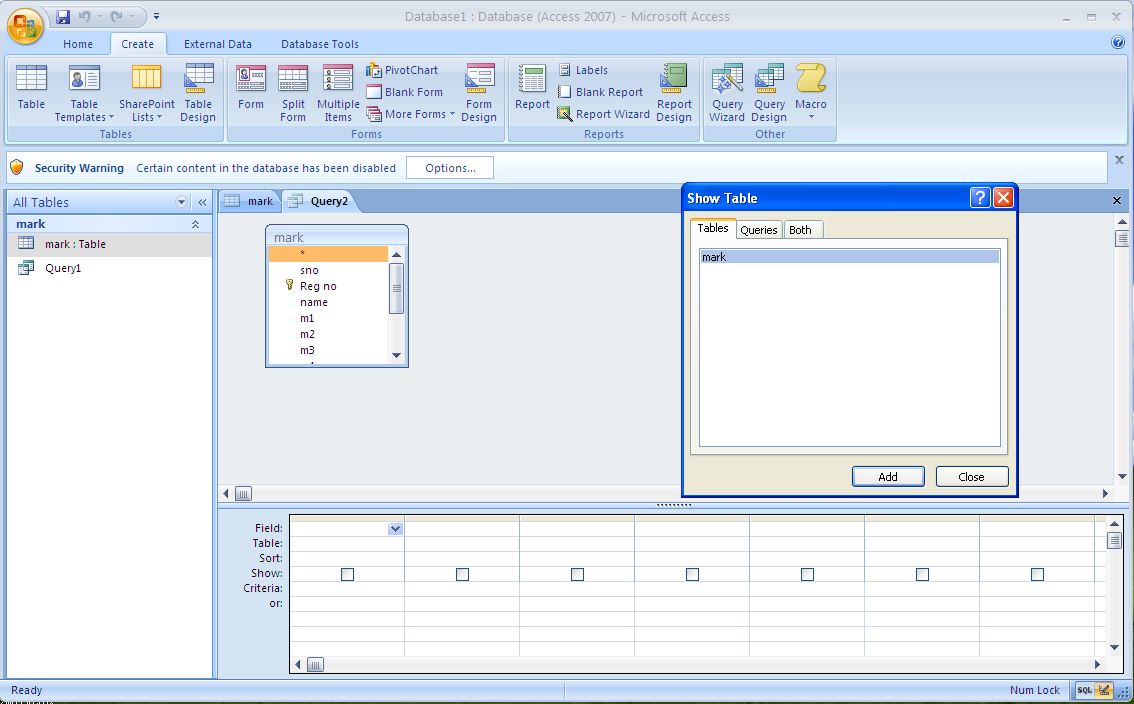 Database1 : Database (Access 2007) - Microsoft Access
Home Create External Data Database Tools
Table Table Templates SharePoint Lists Table Design
Tables
Form Split Form Multiple Items PivotChart Blank Form More Forms Form Design
Forms
Report Labels Blank Report Report Wizard Report Design
Reports
Query Wizard Query Design Macro
Other
Security Warning Certain content in the database has been disabled Options...
All Tables
mark
mark : Table
Query1
mark Query2
mark
*
sno
Reg no
name
m1
m2
m3
Show Table
Tables Queries Both
mark
Add Close
Field:
Table:
Sort:
Show:
Criteria:
or:
Ready Num Lock SQL